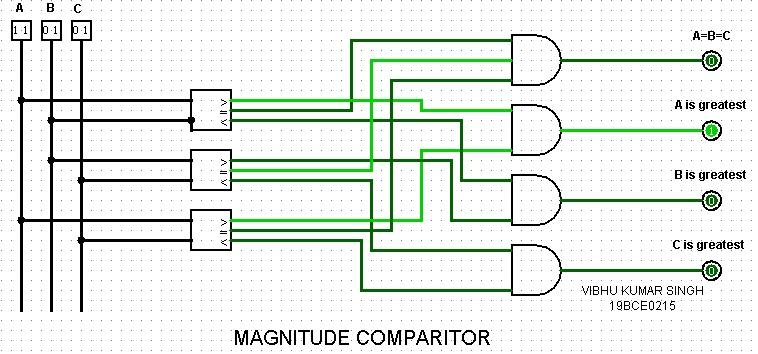 A B C
1 1 0 1 0 1
A=B=C
0
> = <
A is greatest
1
> = <
B is greatest
0
> = <
C is greatest
0
VIBHU KUMAR SINGH
19BCE0215
MAGNITUDE COMPARITOR